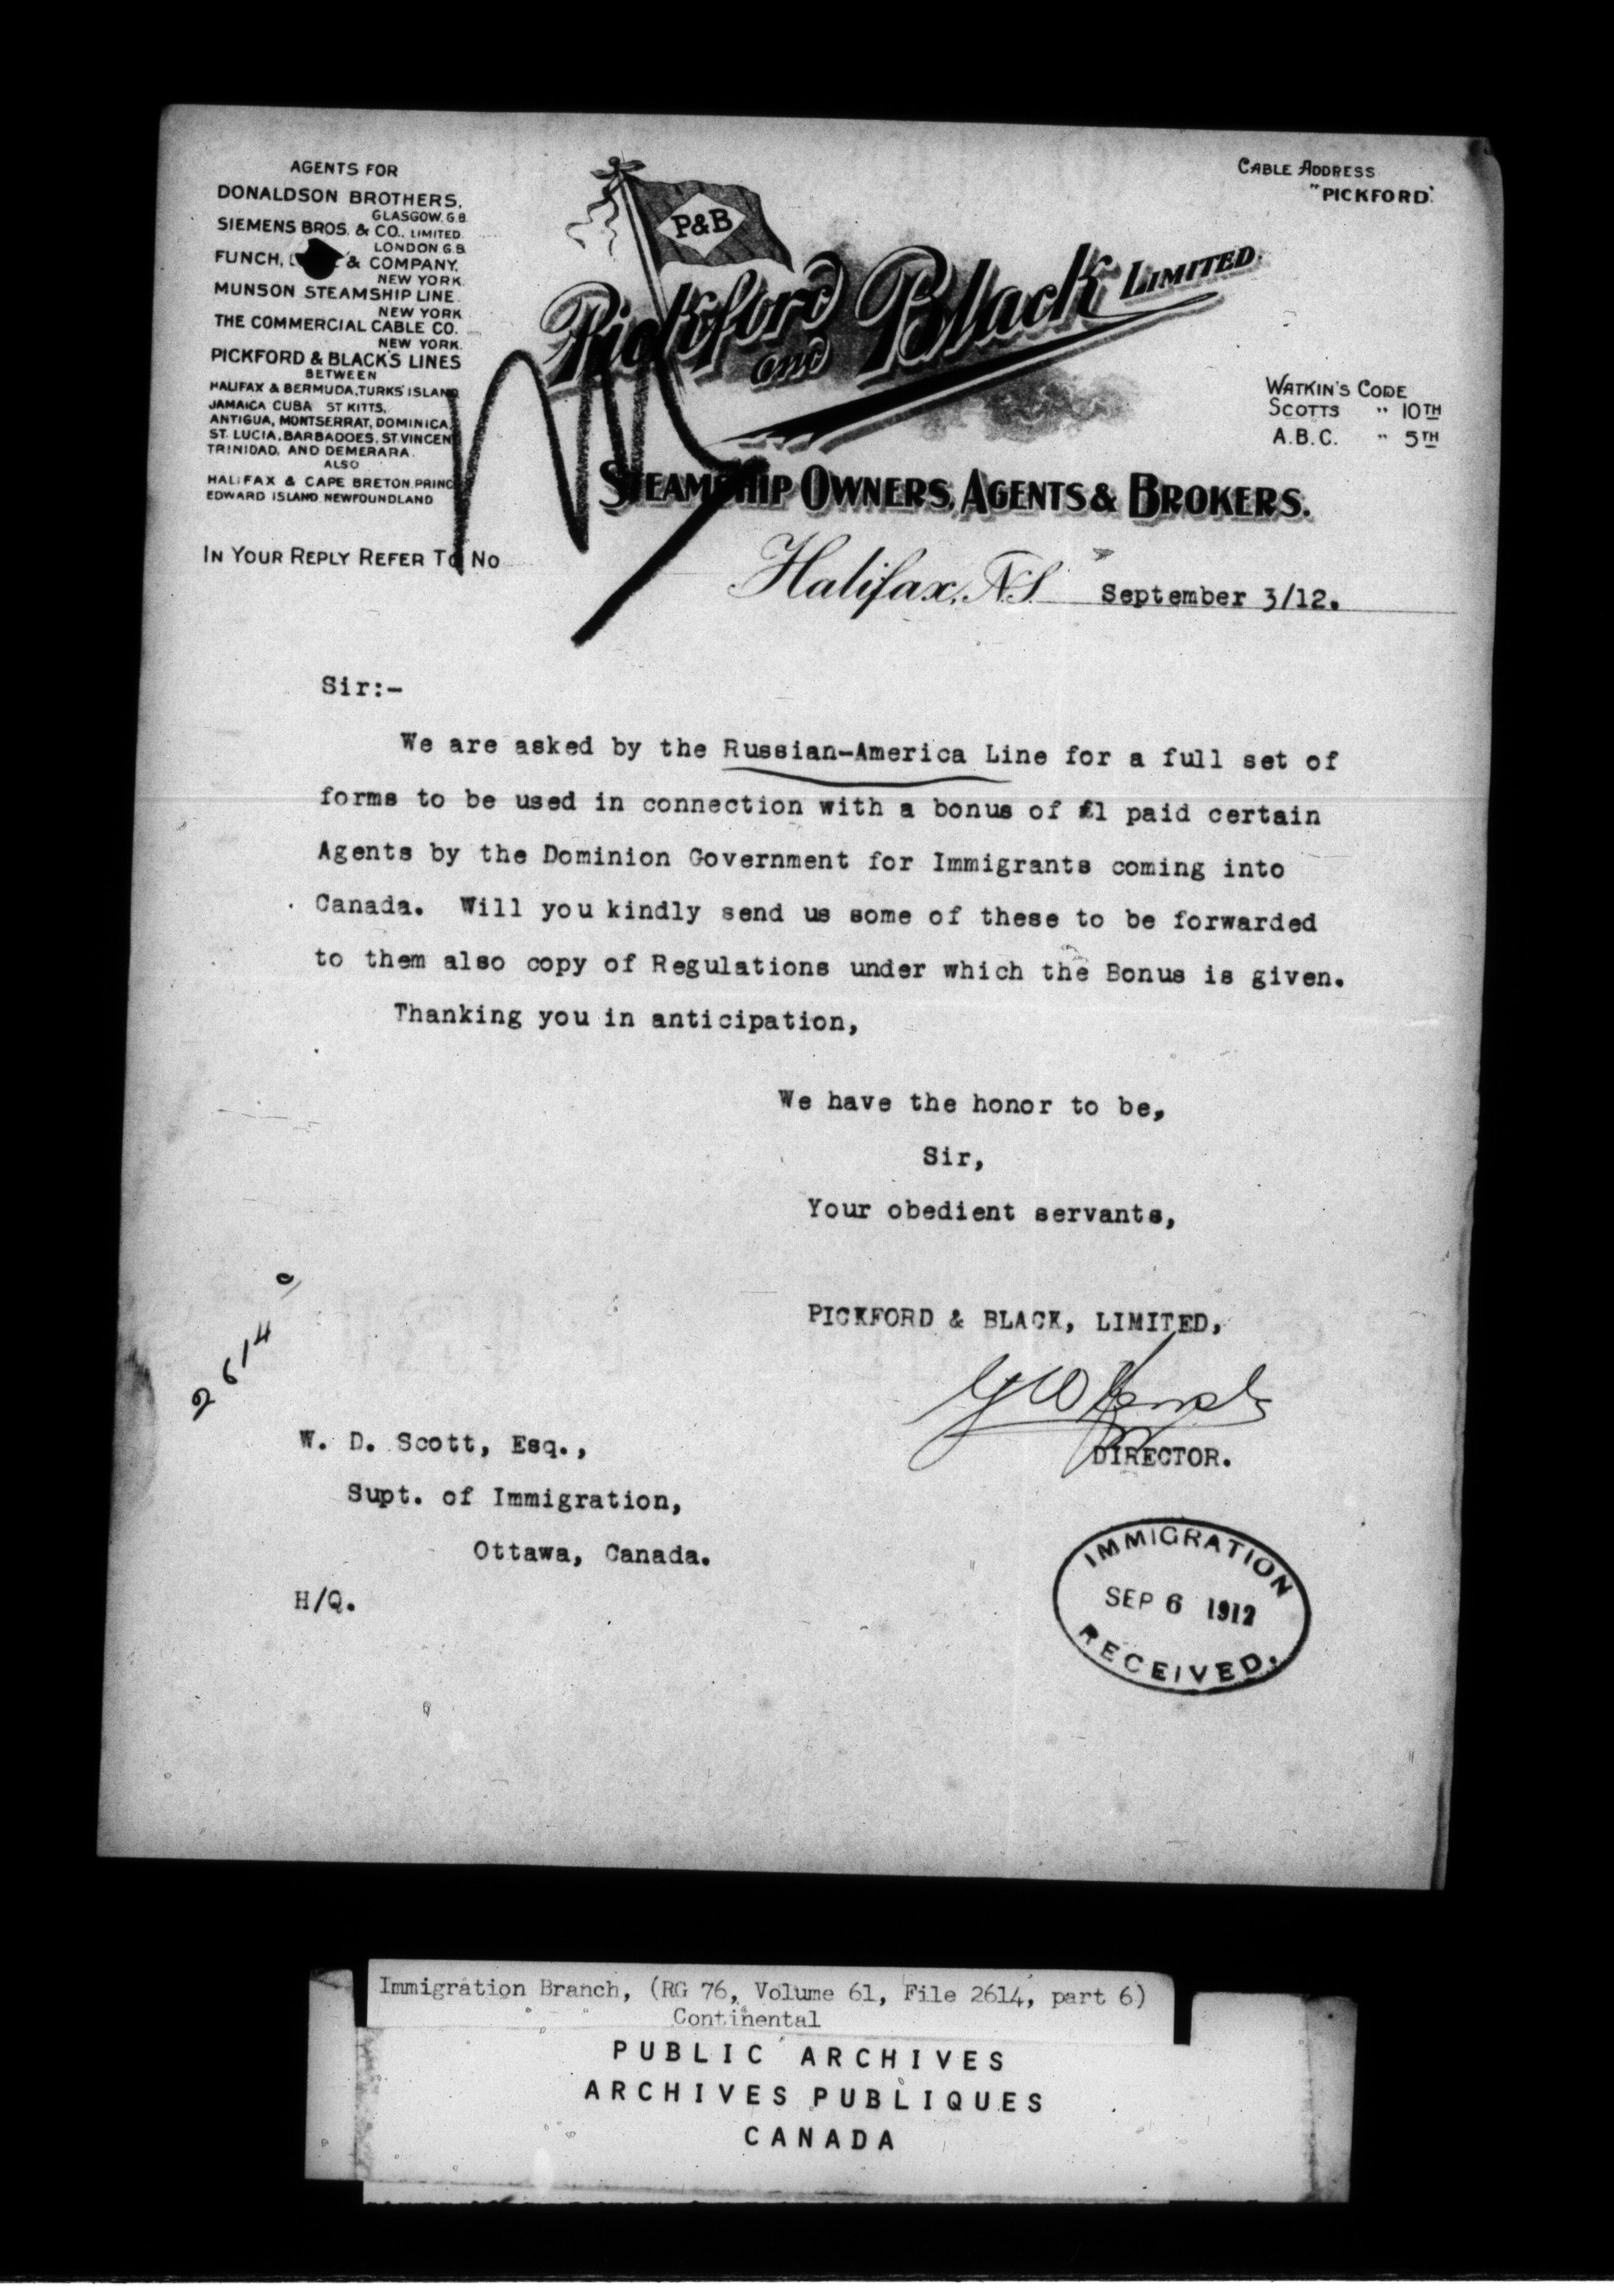 AGENTS FOR
DONALDSON BROTHERS,
GLASGOW, G.B.
SIEMENS BROS. & CO., LIMITED.
LONDON G.B.
FUNCH, & COMPANY.
NEW YORK.
MUNSON STEAMSHIP LINE.
NEW YORK
THE COMMERCIAL CABLE CO.
NEW YORK.
PICKFORD & BLACK'S LINES
BETWEEN
HALIFAX & BERMUDA, TURKS ISLAND
JAMAICA CUBA ST KITTS,
ANTIGUA, MONTSERRAT, DOMINICA,
ST. LUCIA, BARBADOES, ST. VINCENT
TRINIDAD, AND DEMERARA.
ALSO
HALIFAX & CAPE BRETON, PRINC
EDWARD ISLAND, NEWFOUNDLAND
IN YOUR REPLY REFER TO NO
P&B
Pickford and Black LIMITED.
STEAMSHIP OWNERS, AGENTS & BROKERS.
CABLE ADDRESS
"PICKFORD."
WATKIN'S CODE
SCOTTS " 10TH
A.B.C. " 5TH
Halifax, N.S. September 3/12.
Sir:-
We are asked by the Russian-America Line for a full set of
forms to be used in connection with a bonus of £1 paid certain
Agents by the Dominion Government for Immigrants coming into
Canada. Will you kindly send us some of these to be forwarded
to them also copy of Regulations under which the Bonus is given.
Thanking you in anticipation,
We have the honor to be,
Sir,
Your obedient servants,
PICKFORD & BLACK, LIMITED,
DIRECTOR.
2614
W. D. Scott, Esq.,
Supt. of Immigration,
Ottawa, Canada.
H/Q.
IMMIGRATION
SEP 6 1912
RECEIVED.
Immigration Branch, (RG 76, Volume 61, File 2614, part 6)
Continental
PUBLIC ARCHIVES
ARCHIVES PUBLIQUES
CANADA